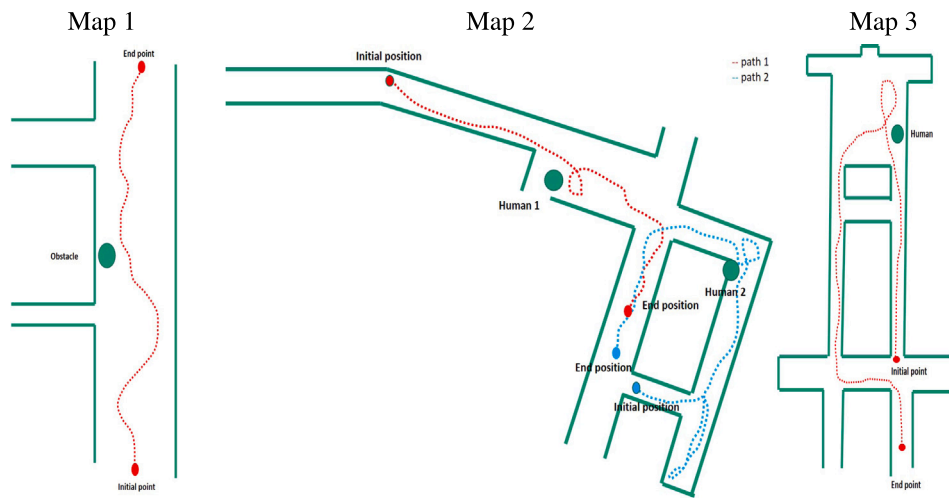 Map 1
Map 2
Map 3
End point
Obstacle
Initial point
Initial position
path 1
path 2
Human 1
Human 2
End position
End position
Initial position
Human
Initial point
End point